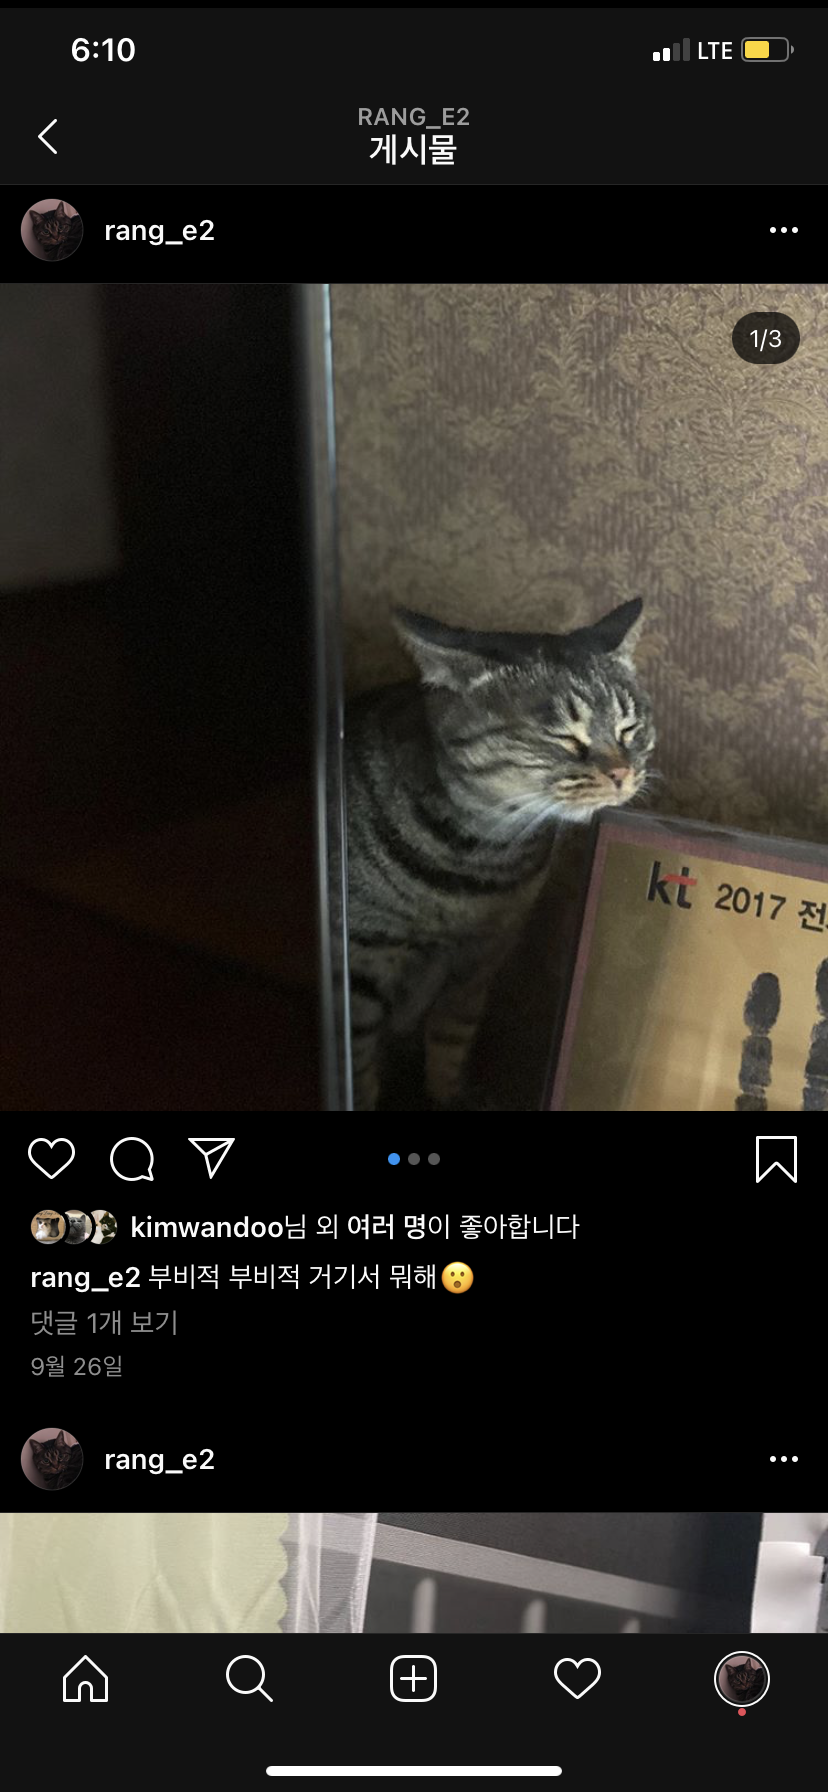 6:10
LTE
RANG_E2
게시물
rang_e2
1/3
kt 2017 전
kimwandoo님 외 여러 명이 좋아합니다
rang_e2 부비적 부비적 거기서 뭐해😮
댓글 1개 보기
9월 26일
rang_e2